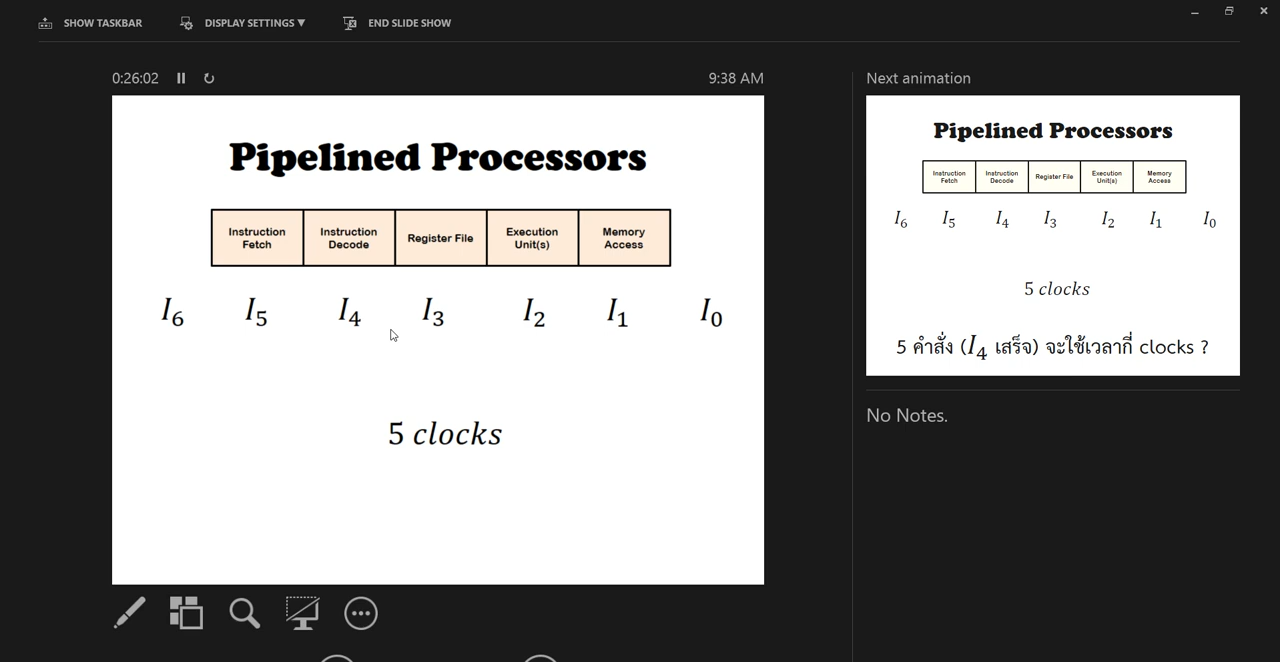 SHOW TASKBAR DISPLAY SETTINGS ▼ END SLIDE SHOW
0:26:02 9:38 AM
Pipelined Processors
Instruction Fetch
Instruction Decode
Register File
Execution Unit(s)
Memory Access
I₆ I₅ I₄ I₃ I₂ I₁ I₀
5 clocks
Next animation
Pipelined Processors
Instruction Fetch
Instruction Decode
Register File
Execution Unit(s)
Memory Access
I₆ I₅ I₄ I₃ I₂ I₁ I₀
5 clocks
5 คำสั่ง (I₄ เสร็จ) จะใช้เวลากี่ clocks ?
No Notes.